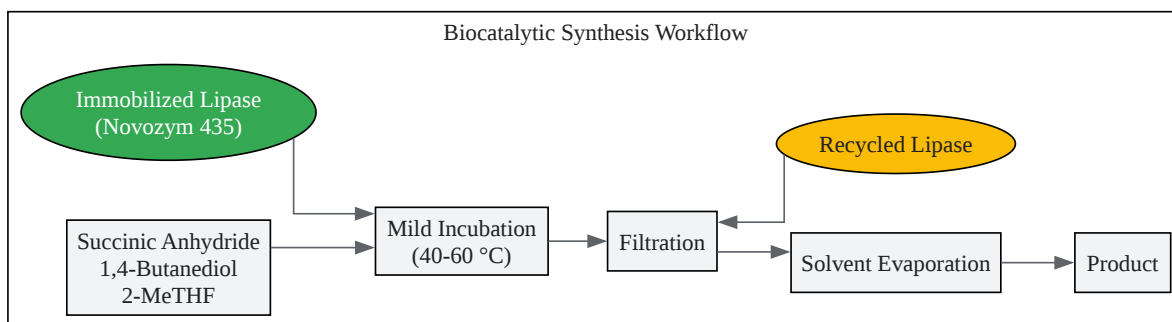 Biocatalytic Synthesis Workflow
Immobilized Lipase
(Novozym 435)
Recycled Lipase
Succinic Anhydride
1,4-Butanediol
2-MeTHF
Mild Incubation
(40-60 °C)
Filtration
Solvent Evaporation
Product